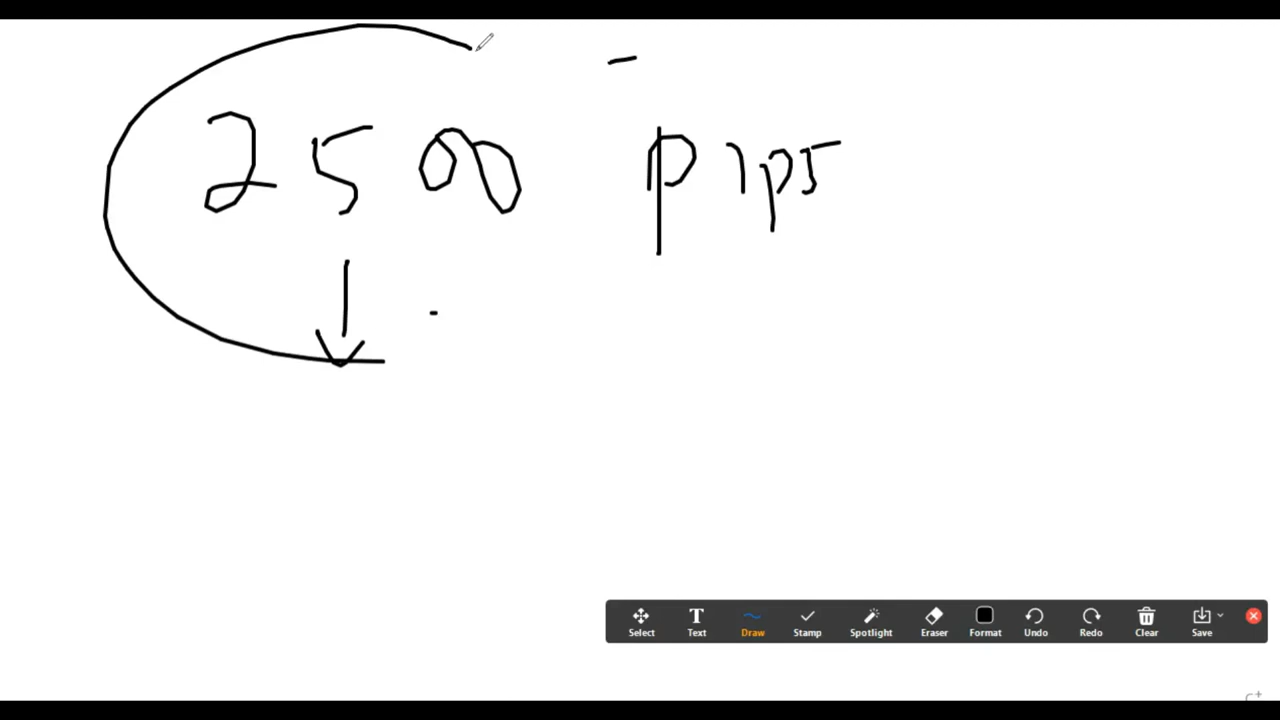 2500 pips
Select Text Draw Stamp Spotlight Eraser Format Undo Redo Clear Save